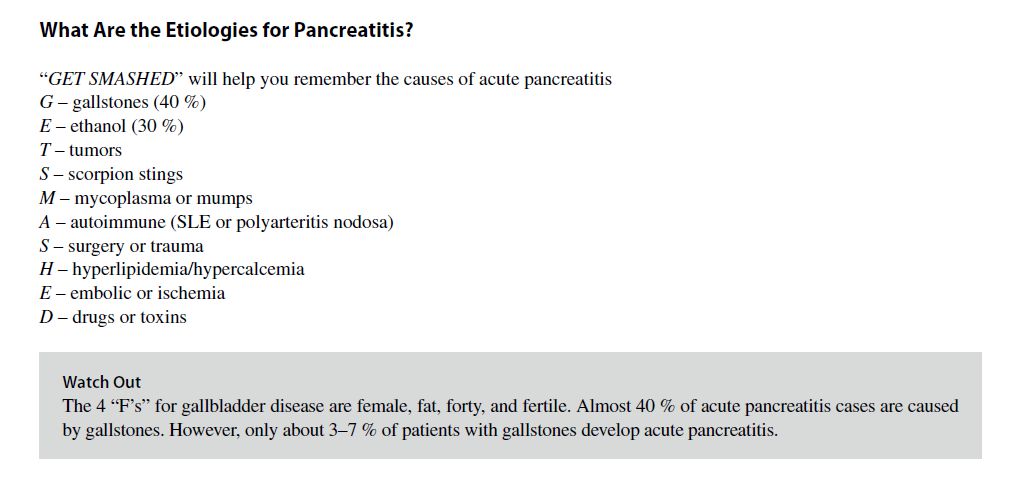 What Are the Etiologies for Pancreatitis?
“GET SMASHED” will help you remember the causes of acute pancreatitis
G – gallstones (40 %)
E – ethanol (30 %)
T – tumors
S – scorpion stings
M – mycoplasma or mumps
A – autoimmune (SLE or polyarteritis nodosa)
S – surgery or trauma
H – hyperlipidemia/hypercalcemia
E – embolic or ischemia
D – drugs or toxins
Watch Out
The 4 “F’s” for gallbladder disease are female, fat, forty, and fertile. Almost 40 % of acute pancreatitis cases are caused
by gallstones. However, only about 3–7 % of patients with gallstones develop acute pancreatitis.